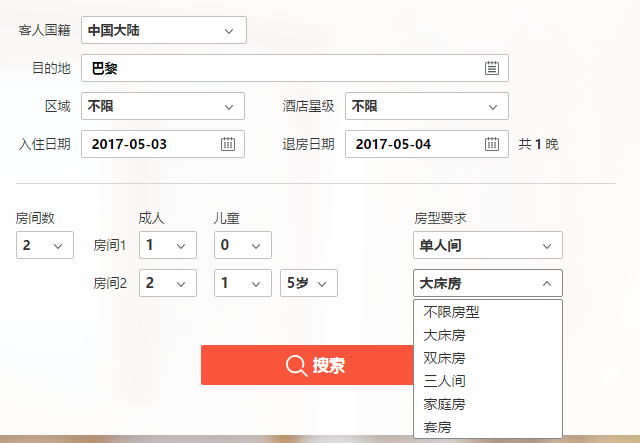 客人国籍 中国大陆
目的地 巴黎
区域 不限 酒店星级 不限
入住日期 2017-05-03 退房日期 2017-05-04 共 1 晚
房间数 成人 儿童 房型要求
2 房间1 1 0 单人间
房间2 2 1 5岁 大床房
不限房型
大床房
双床房
搜索
三人间
家庭房
套房